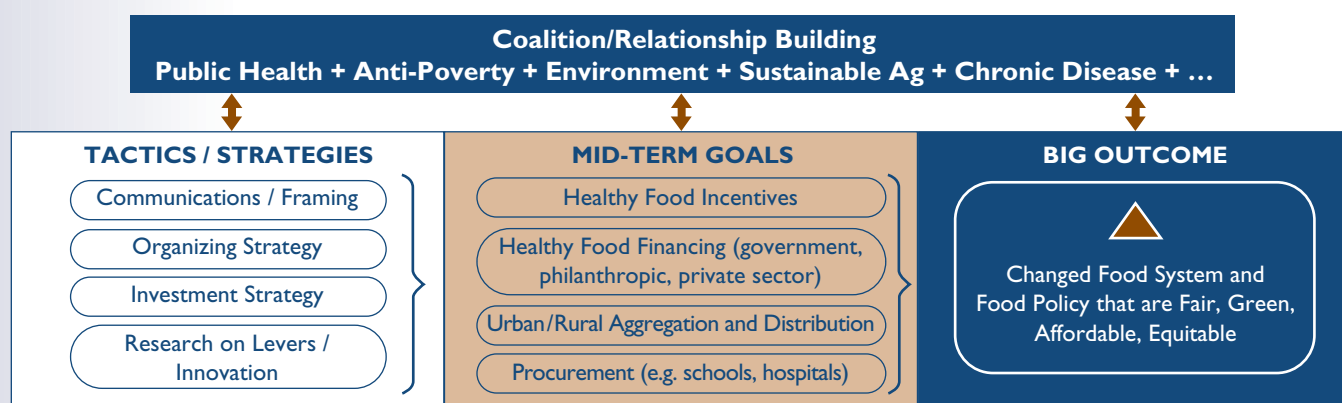 Coalition/Relationship Building
Public Health + Anti-Poverty + Environment + Sustainable Ag + Chronic Disease + …
TACTICS / STRATEGIES
Communications / Framing
Organizing Strategy
Investment Strategy
Research on Levers /
Innovation
MID-TERM GOALS
Healthy Food Incentives
Healthy Food Financing (government,
philanthropic, private sector)
Urban/Rural Aggregation and Distribution
Procurement (e.g. schools, hospitals)
BIG OUTCOME
Changed Food System and
Food Policy that are Fair, Green,
Affordable, Equitable